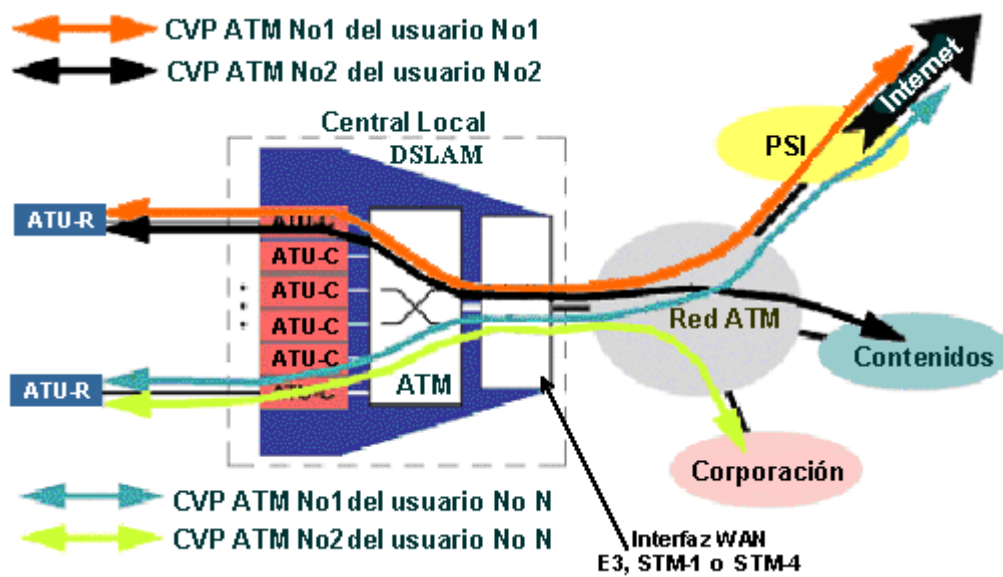 CVP ATM No1 del usuario No1
CVP ATM No2 del usuario No2
Internet
Central Local
DSLAM
PSI
ATU-R
ATU-C
ATU-C
ATU-C
ATU-C
ATU-C
ATU-C
Red ATM
Contenidos
ATU-R
ATM
Corporación
CVP ATM No1 del usuario No N
CVP ATM No2 del usuario No N
Interfaz WAN
E3, STM-1 o STM-4